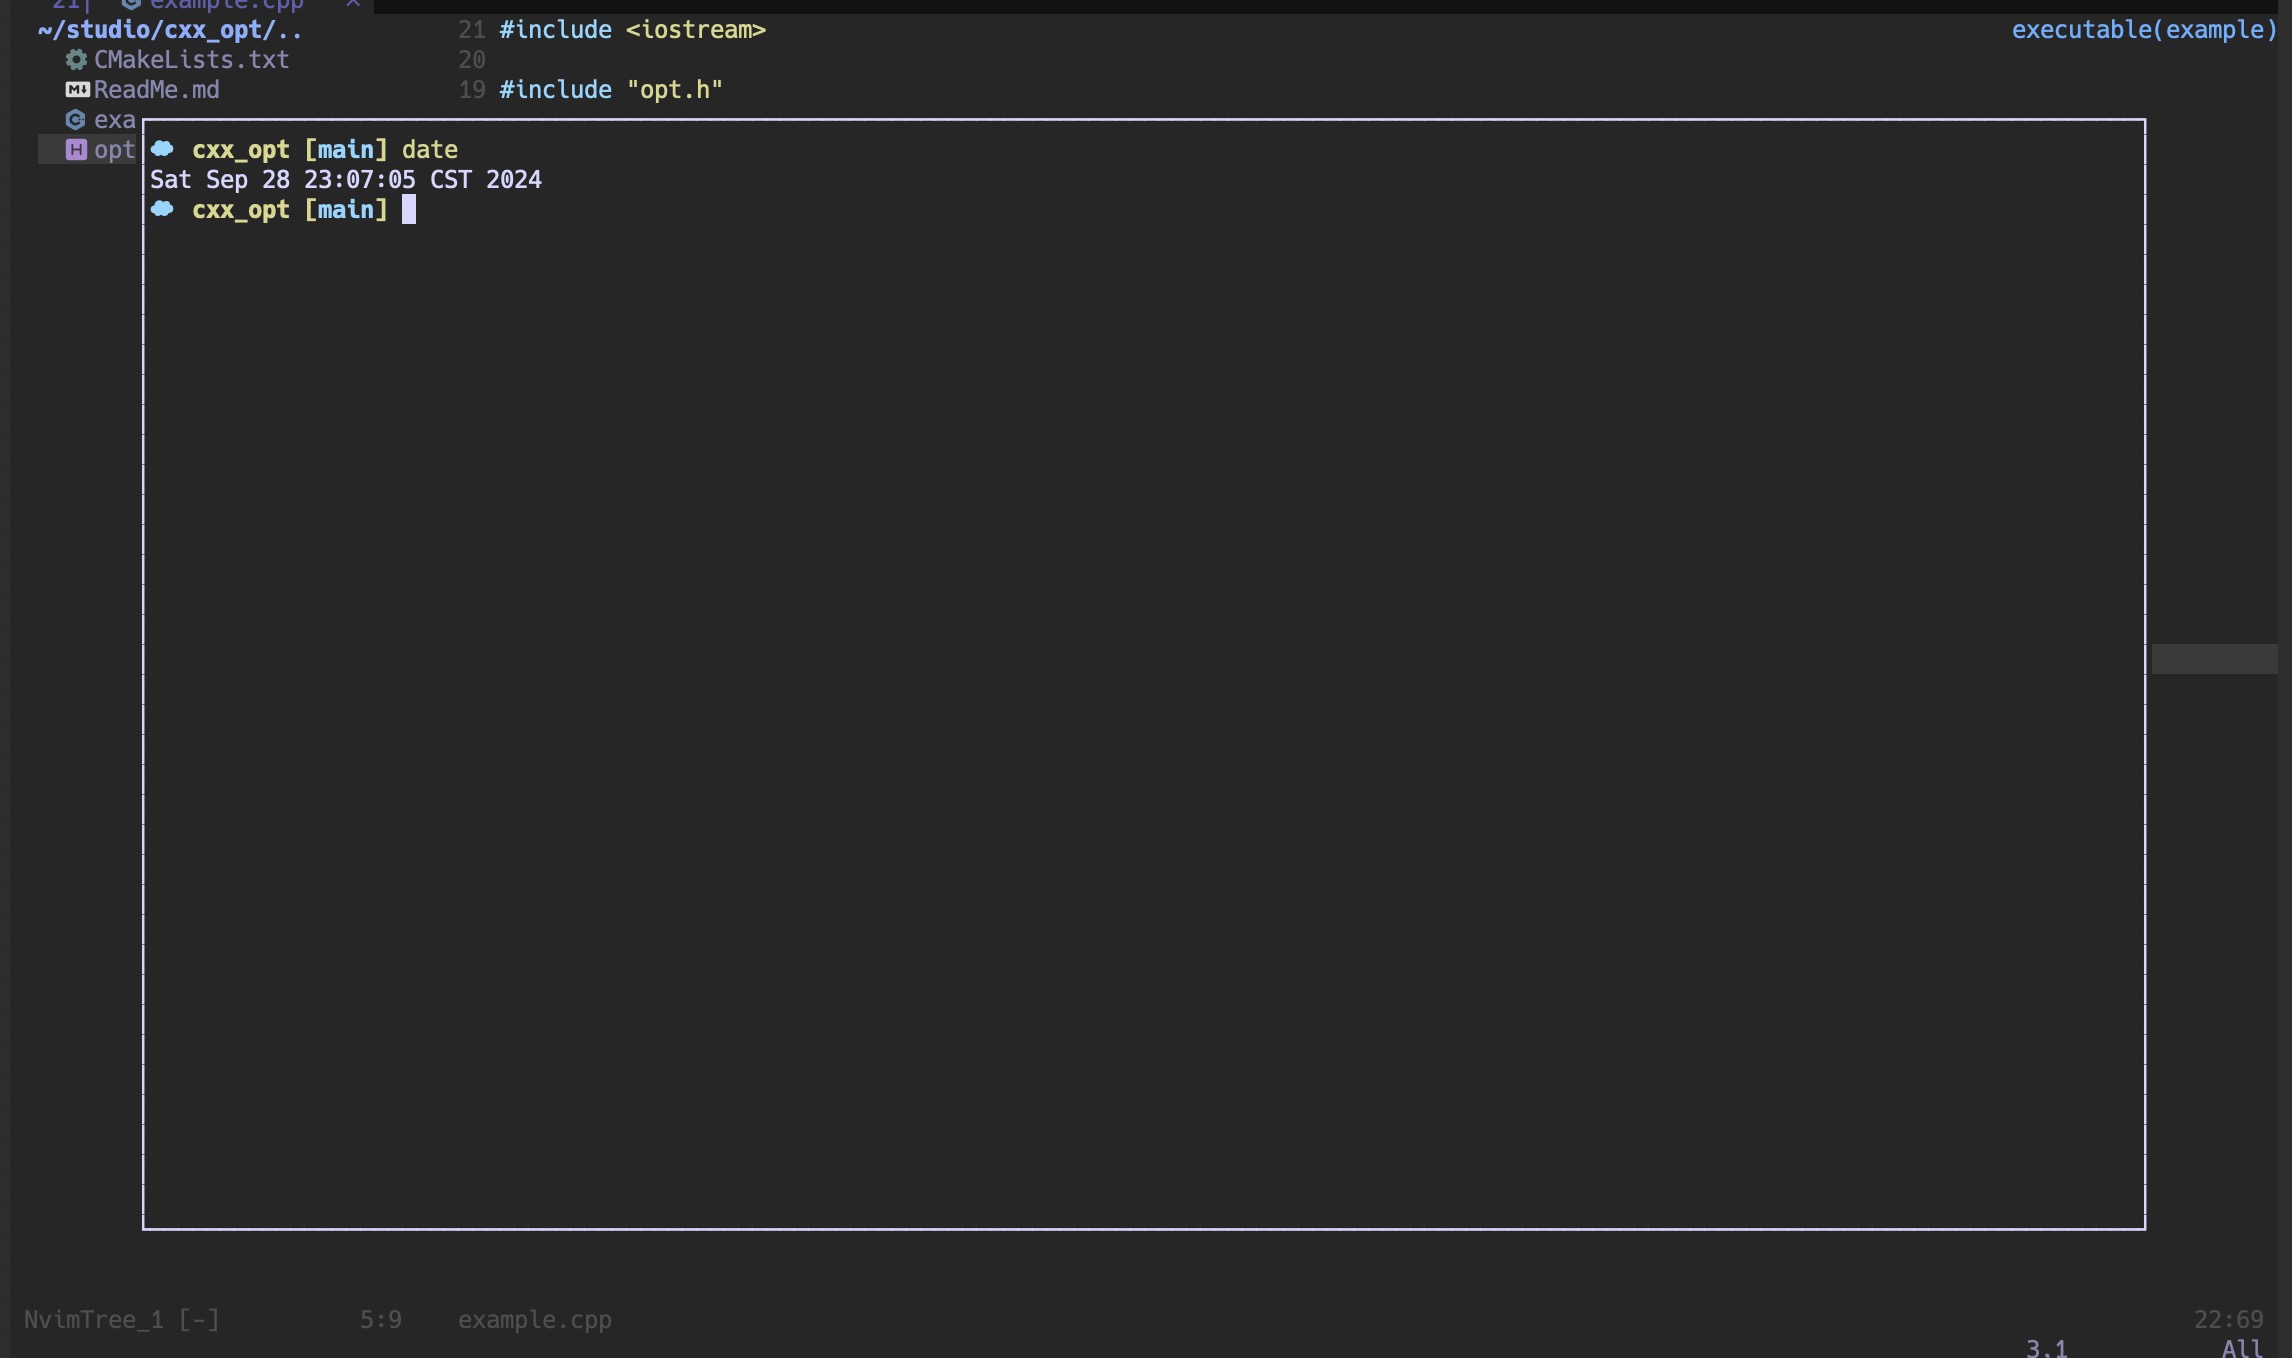 21| example.cpp ×
~/studio/cxx_opt/..
CMakeLists.txt
ReadMe.md
exa
opt
21 #include <iostream>
20
19 #include "opt.h"
executable(example)
cxx_opt [main] date
Sat Sep 28 23:07:05 CST 2024
cxx_opt [main]
NvimTree_1 [-] 5:9 example.cpp 22:69
3,1 All